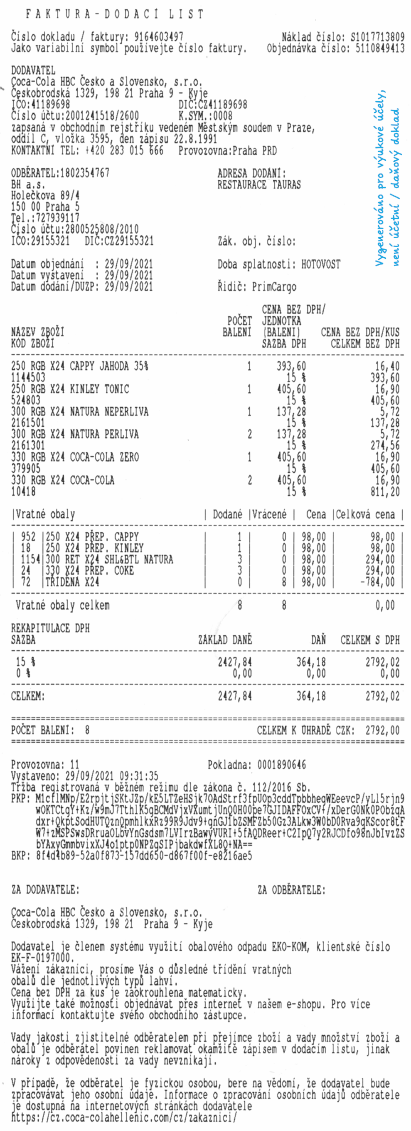 FAKTURA-DODACÍ LIST
Číslo dokladu / faktury: 9164603497 Náklad číslo: S1017713809
Jako variabilní symbol používejte číslo faktury. Objednávka číslo: 5110849413
DODAVATEL
Coca-Cola HBC Česko a Slovensko, s.r.o.
Českobrodská 1329, 198 21 Praha 9 - Kyje
IČO:41189698 DIČ:CZ41189698
Číslo účtu:2001241518/2600 K.SYM.:0008
zapsaná v obchodním rejstříku vedeném Městským soudem v Praze,
oddíl C, vložka 3595, den zápisu 22.8.1991
KONTAKTNÍ TEL: +420 283 015 666 Provozovna:Praha PRD
Vygenerováno pro výukové účely,
není účetní / daňový doklad
ODBĚRATEL:1802354767 ADRESA DODÁNÍ:
BH a.s. RESTAURACE TAURAS
Holečkova 89/4
150 00 Praha 5
Tel.:727939117
Číslo účtu:2800525808/2010
IČO:29155321 DIČ:CZ29155321 Zák. obj. číslo:
Datum objednání : 29/09/2021 Doba splatnosti: HOTOVOST
Datum vystavení : 29/09/2021
Datum dodání/DUZP: 29/09/2021 Řidič: PrimCargo
CENA BEZ DPH/
POČET JEDNOTKA
NÁZEV ZBOŽÍ BALENÍ (BALENÍ) CENA BEZ DPH/KUS
KÓD ZBOŽÍ SAZBA DPH CELKEM BEZ DPH
250 RGB X24 CAPPY JAHODA 35% 1 393,60 16,40
1144503 15 % 393,60
250 RGB X24 KINLEY TONIC 1 405,60 16,90
524803 15 % 405,60
300 RGB X24 NATURA NEPERLIVA 1 137,28 5,72
2161501 15 % 137,28
300 RGB X24 NATURA PERLIVA 2 137,28 5,72
2161301 15 % 274,56
330 RGB X24 COCA-COLA ZERO 1 405,60 16,90
379905 15 % 405,60
330 RGB X24 COCA-COLA 2 405,60 16,90
10418 15 % 811,20
|Vratné obaly | Dodané |Vrácené | Cena |Celková cena |
| 952 |250 X24 PŘEP. CAPPY | 1 | 0| 98,00| 98,00 |
| 18 |250 X24 PŘEP. KINLEY | 1 | 0| 98,00| 98,00 |
| 1154|300 RET X24 SHL&BTL NATURA | 3 | 0| 98,00| 294,00 |
| 24 |330 X24 PŘEP. COKE | 3 | 0| 98,00| 294,00 |
| 72 |TŘÍDĚNÁ X24 | 0 | 8| 98,00| -784,00 |
Vratné obaly celkem 8 8 0,00
REKAPITULACE DPH
SAZBA ZÁKLAD DANĚ DAŇ CELKEM S DPH
15 % 2427,84 364,18 2792,02
0 % 0,00 0,00 0,00
CELKEM: 2427,84 364,18 2792,02
POČET BALENÍ: 8 CELKEM K ÚHRADĚ CZK: 2792,00
Provozovna: 11 Pokladna: 0001890646
Vystaveno: 29/09/2021 09:31:35
Tržba registrovaná v běžném režimu dle zákona č. 112/2016 Sb.
PKP:
BKP: 8f4d4b89-52a0f873-157dd650-d867f00f-e8216ae5
ZA DODAVATELE: ZA ODBĚRATELE:
Coca-Cola HBC Česko a Slovensko, s.r.o.
Českobrodská 1329, 198 21 Praha 9 - Kyje
Dodavatel je členem systému využití obalového odpadu EKO-KOM, klientské číslo
EK-F-0197000.
Vážení zákazníci, prosíme Vás o důsledné třídění vratných
obalů dle jednotlivých typů lahví.
Cena bez DPH za kus je zaokrouhlena matematicky.
Využijte také možnosti objednávat přes internet v našem e-shopu. Pro více
informací kontaktujte svého obchodního zástupce.
Vady jakosti zjistitelné odběratelem při přejímce zboží a vady množství zboží a
obalů je odběratel povinen reklamovat okamžitě zápisem v dodacím listu, jinak
nároky z odpovědnosti za vady nevznikají.
V případě, že odběratel je fyzickou osobou, bere na vědomí, že dodavatel bude
zpracovávat jeho osobní údaje. Informace o zpracování osobních údajů odběratele
je dostupná na internetových stránkách dodavatele
https://cz.coca-colahellenic.com/cz/zakaznici/